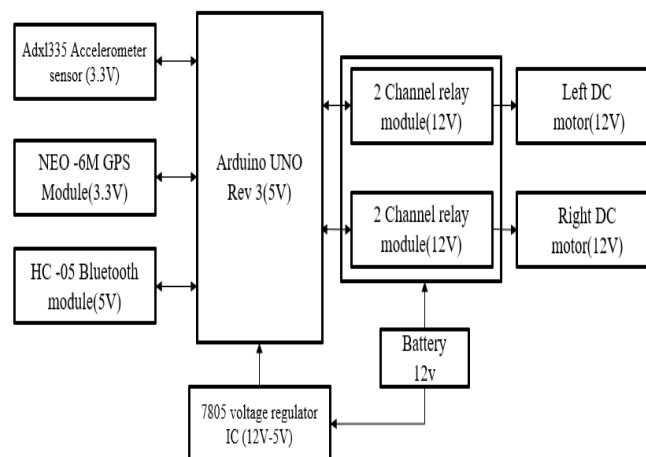 Adxl335 Accelerometer
sensor (3.3V)
NEO -6M GPS
Module(3.3V)
HC -05 Bluetooth
module(5V)
Arduino UNO
Rev 3(5V)
2 Channel relay
module(12V)
2 Channel relay
module(12V)
Left DC
motor(12V)
Right DC
motor(12V)
Battery
12v
7805 voltage regulator
IC (12V-5V)